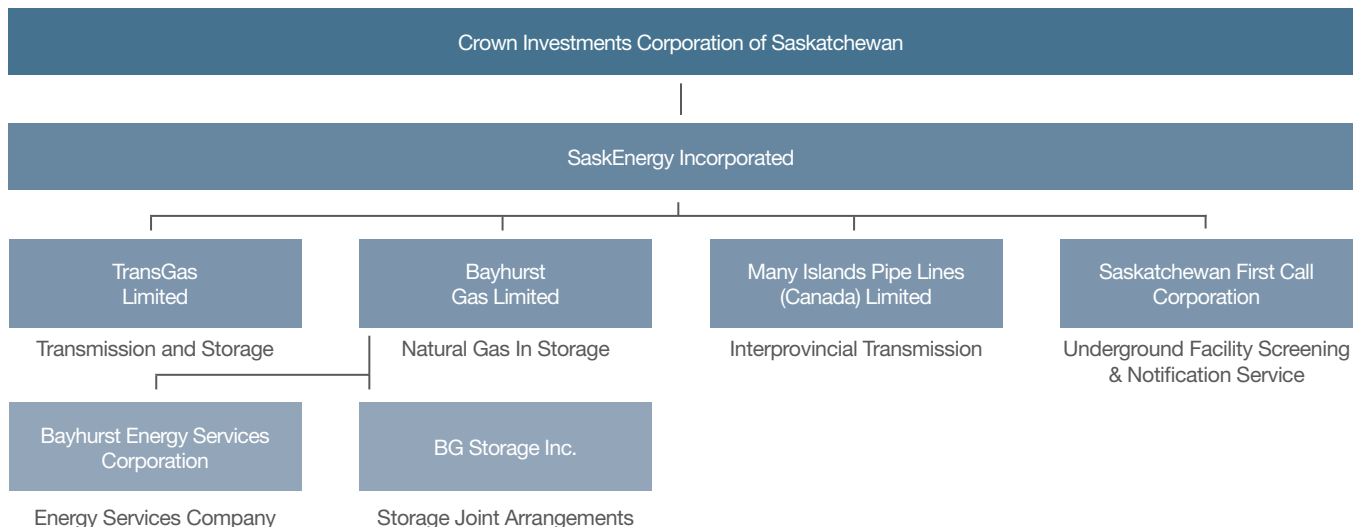 Crown Investments Corporation of Saskatchewan
SaskEnergy Incorporated
TransGas
Limited
Transmission and Storage
Bayhurst
Gas Limited
Natural Gas In Storage
Many Islands Pipe Lines
(Canada) Limited
Interprovincial Transmission
Saskatchewan First Call
Corporation
Underground Facility Screening
& Notification Service
Bayhurst Energy Services
Corporation
Energy Services Company
BG Storage Inc.
Storage Joint Arrangements